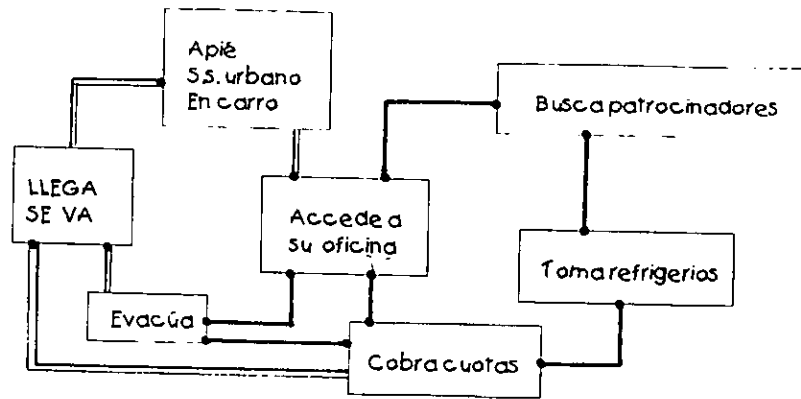 Apié
S.s. urbano
En carro
Busca patrocinadores
LLEGA
SE VA
Accede a
su oficina
Toma refrigerios
Evacúa
Cobra cuotas